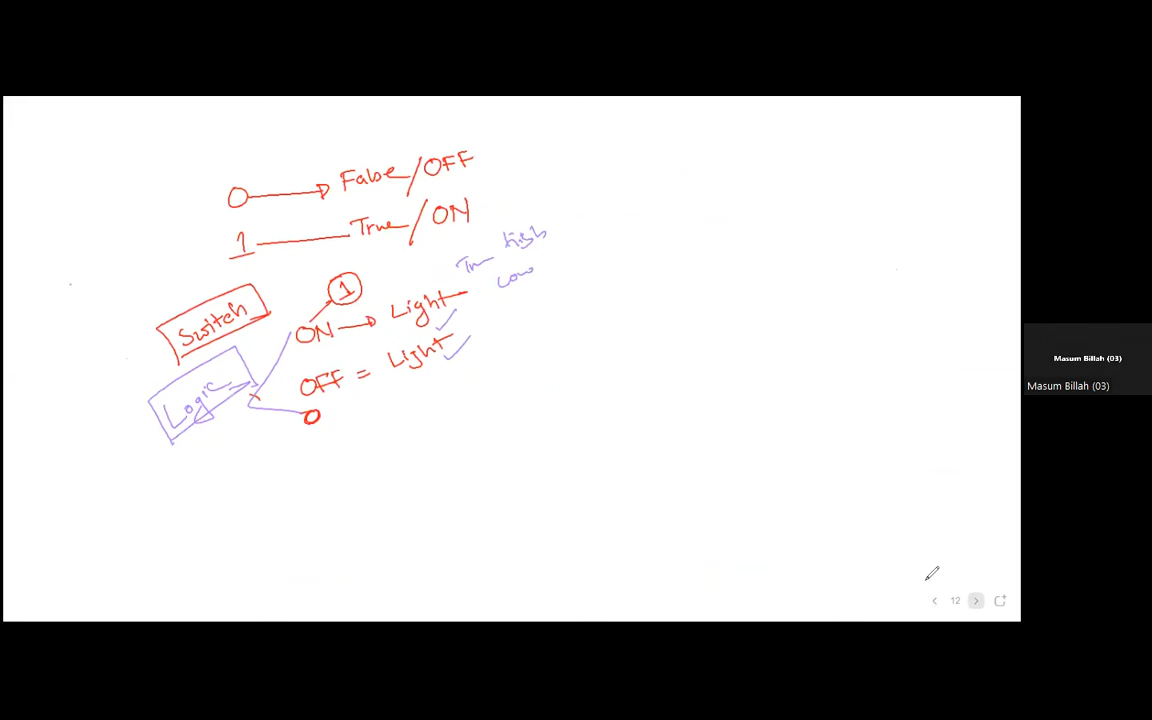 0 → False/OFF
1 — True/ON
True High
Low
1
Switch
ON → Light
OFF = Light
Logic
0
Masum Billah (03)
Masum Billah (03)
12